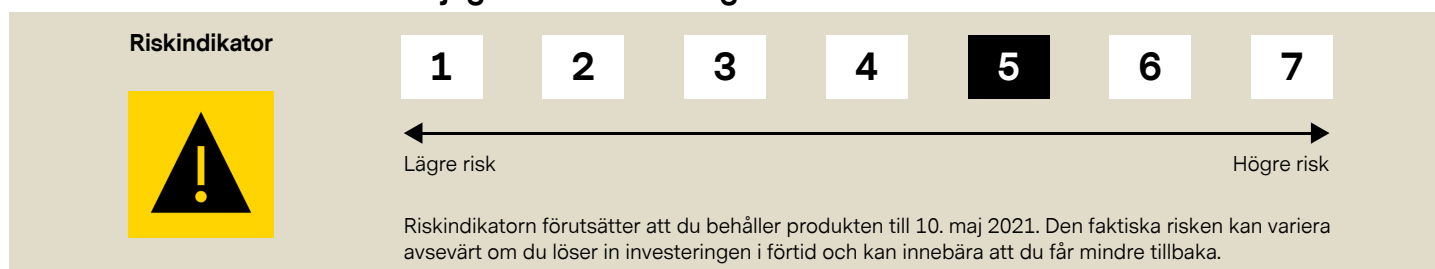 Riskindikator
1 2 3 4 5 6 7
Lägre risk Högre risk
Riskindikatorn förutsätter att du behåller produkten till 10. maj 2021. Den faktiska risken kan variera
avsevärt om du löser in investeringen i förtid och kan innebära att du får mindre tillbaka.